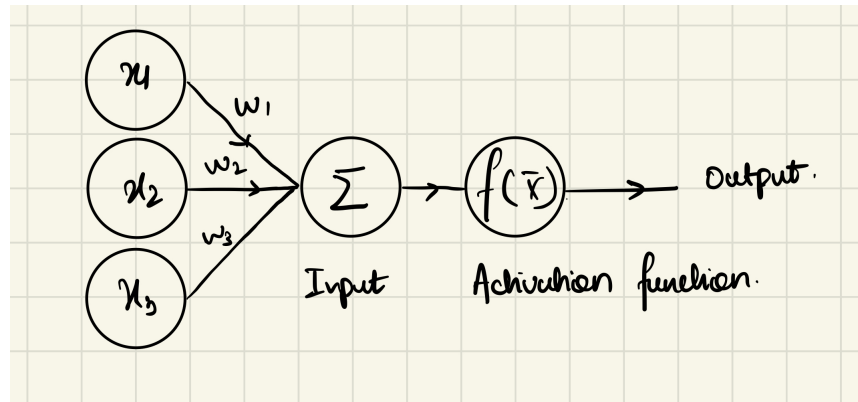 x1
w1
x2
w2
Σ
f(x̄)
Output.
w3
x3
Input
Activation function.